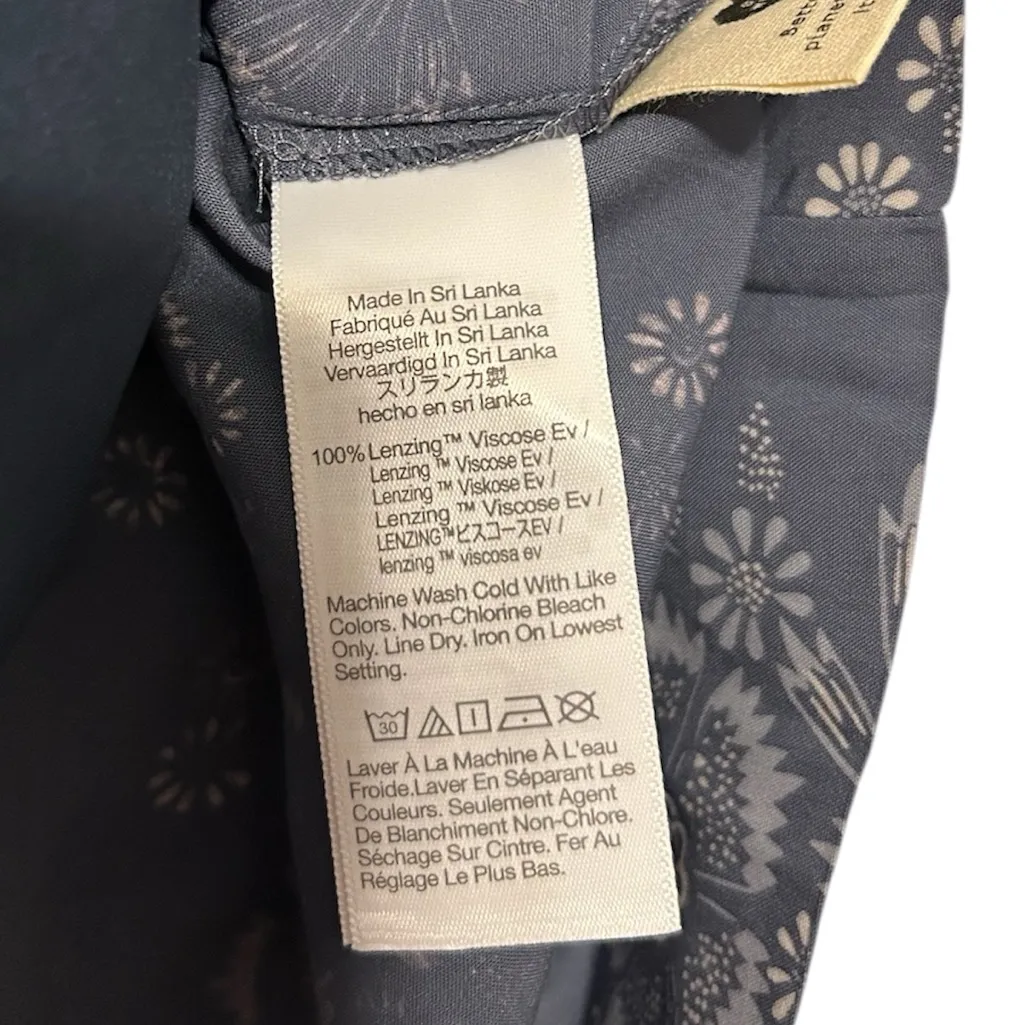 Bette
planet
It
Made In Sri Lanka
Fabriqué Au Sri Lanka
Hergestellt In Sri Lanka
Vervaardigd In Sri Lanka
スリランカ製
hecho en sri lanka
100% Lenzing™ Viscose Ev /
Lenzing ™ Viscose Ev /
Lenzing ™ Viskose Ev /
Lenzing ™ Viscose Ev /
LENZING™ビスコースEV /
lenzing ™ viscosa ev
Machine Wash Cold With Like
Colors. Non-Chlorine Bleach
Only. Line Dry. Iron On Lowest
Setting.
30
Laver À La Machine À L'eau
Froide.Laver En Séparant Les
Couleurs. Seulement Agent
De Blanchiment Non-Chlore.
Séchage Sur Cintre. Fer Au
Réglage Le Plus Bas.